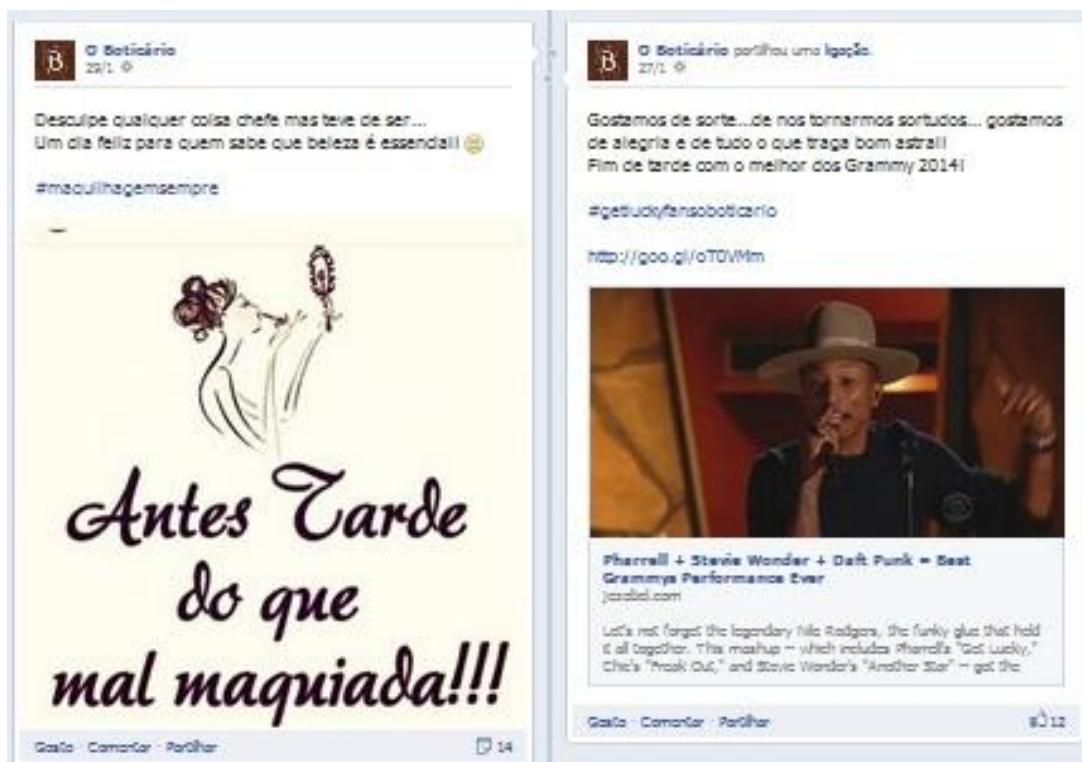 O Boticário
29/1
Desculpe qualquer coisa chefe mas teve de ser...
Um dia feliz para quem sabe que beleza é essencial!
#maquilhagemsempre
Antes Tarde
do que
mal maquiada!!!
Gosto · Comentar · Partilhar
14
O Boticário partilhou uma ligação.
27/1
Gostamos de sorte...de nos tornarmos sortudos... gostamos
de alegria e de tudo o que traga bom astral!
Fim de tarde com o melhor dos Grammy 2014!
#getluckyfansoboticario
http://goo.gl/oT0VMm
Pharrell + Stevie Wonder + Daft Punk = Best
Grammys Performance Ever
jezebel.com
Let's not forget the legendary Nile Rodgers, the funky glue that held
it all together. This mashup — which includes Pharrell's "Get Lucky,"
Chic's "Freak Out," and Stevie Wonder's "Another Star" — got the
Gosto · Comentar · Partilhar
12